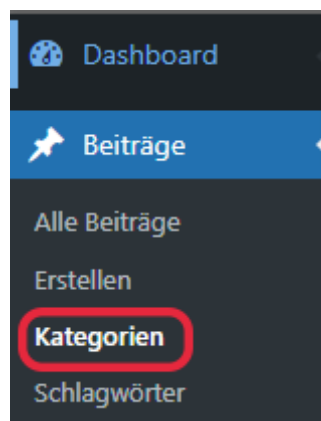 Dashboard
Beiträge
Alle Beiträge
Erstellen
Kategorien
Schlagwörter